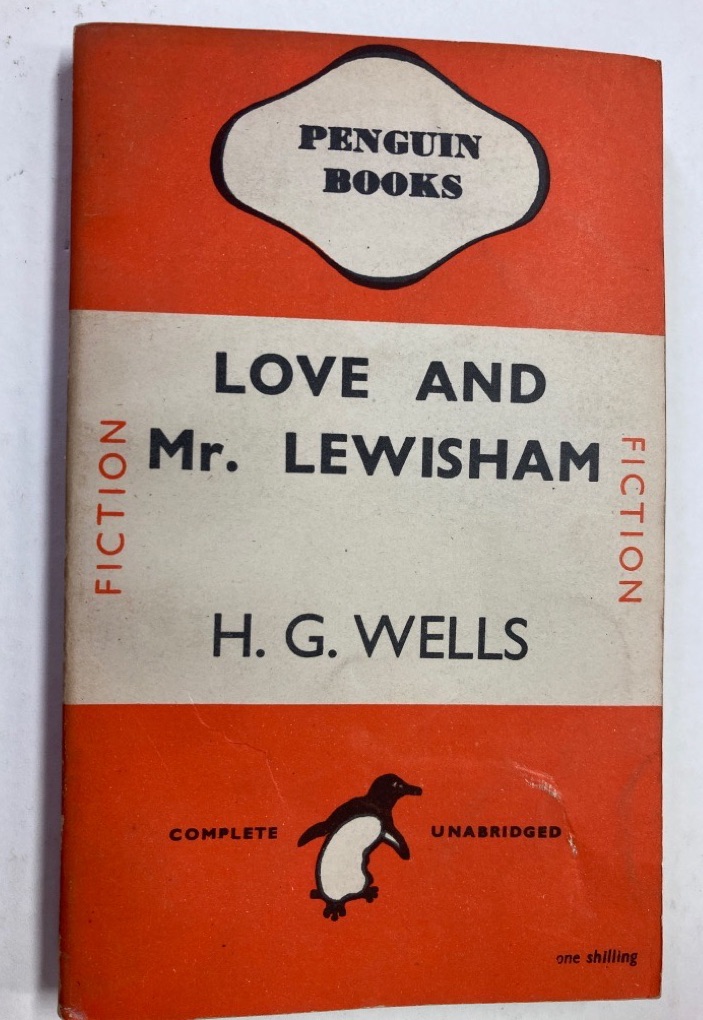 PENGUIN
BOOKS
LOVE AND
Mr. LEWISHAM
FICTION
FICTION
H. G. WELLS
COMPLETE UNABRIDGED
one shilling